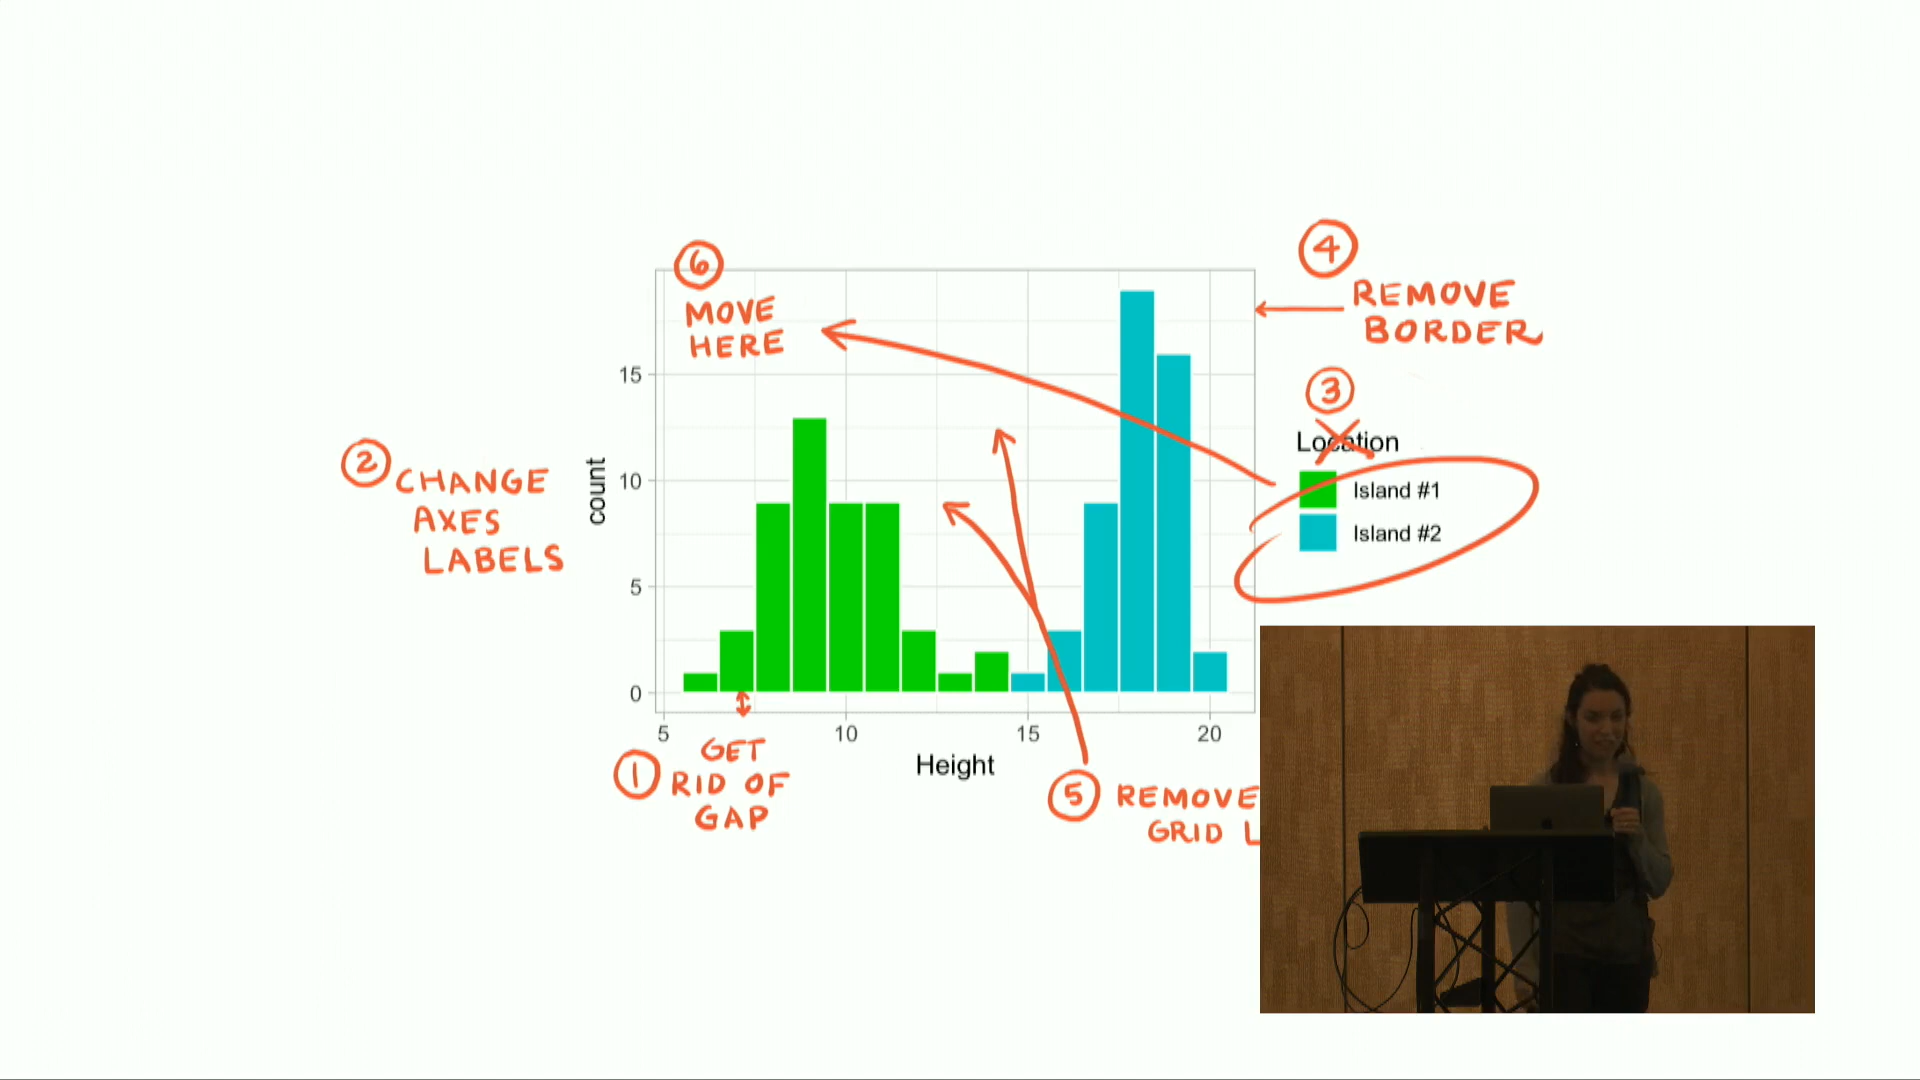 6
MOVE
HERE
4
REMOVE
BORDER
3
Location
Island #1
Island #2
2
CHANGE
AXES
LABELS
count
15
10
5
0
5
10
15
20
Height
1
GET
RID OF
GAP
5
REMOVE
GRID L